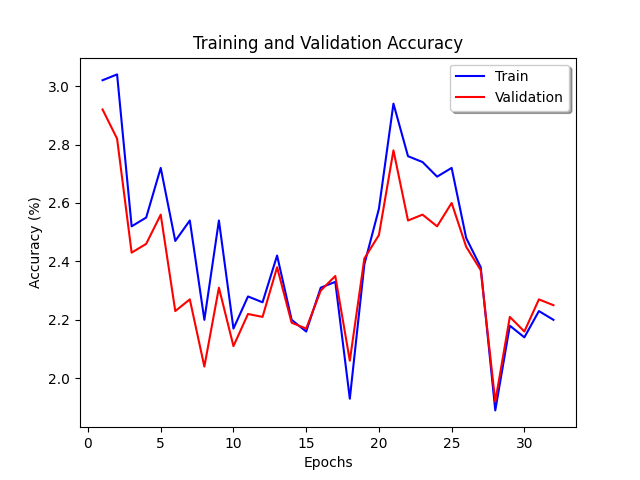 Training and Validation Accuracy
Train
Validation
3.0
2.8
2.6
2.4
2.2
2.0
Accuracy (%)
0 5 10 15 20 25 30
Epochs